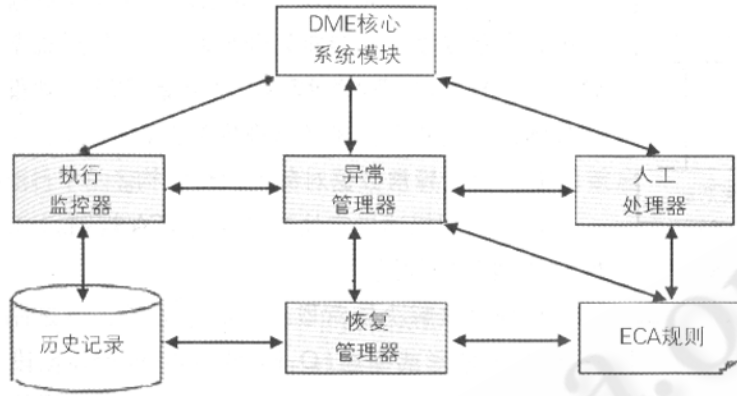 DME核心
系统模块
执行
监控器
异常
管理器
人工
处理器
历史记录
恢复
管理器
ECA规则